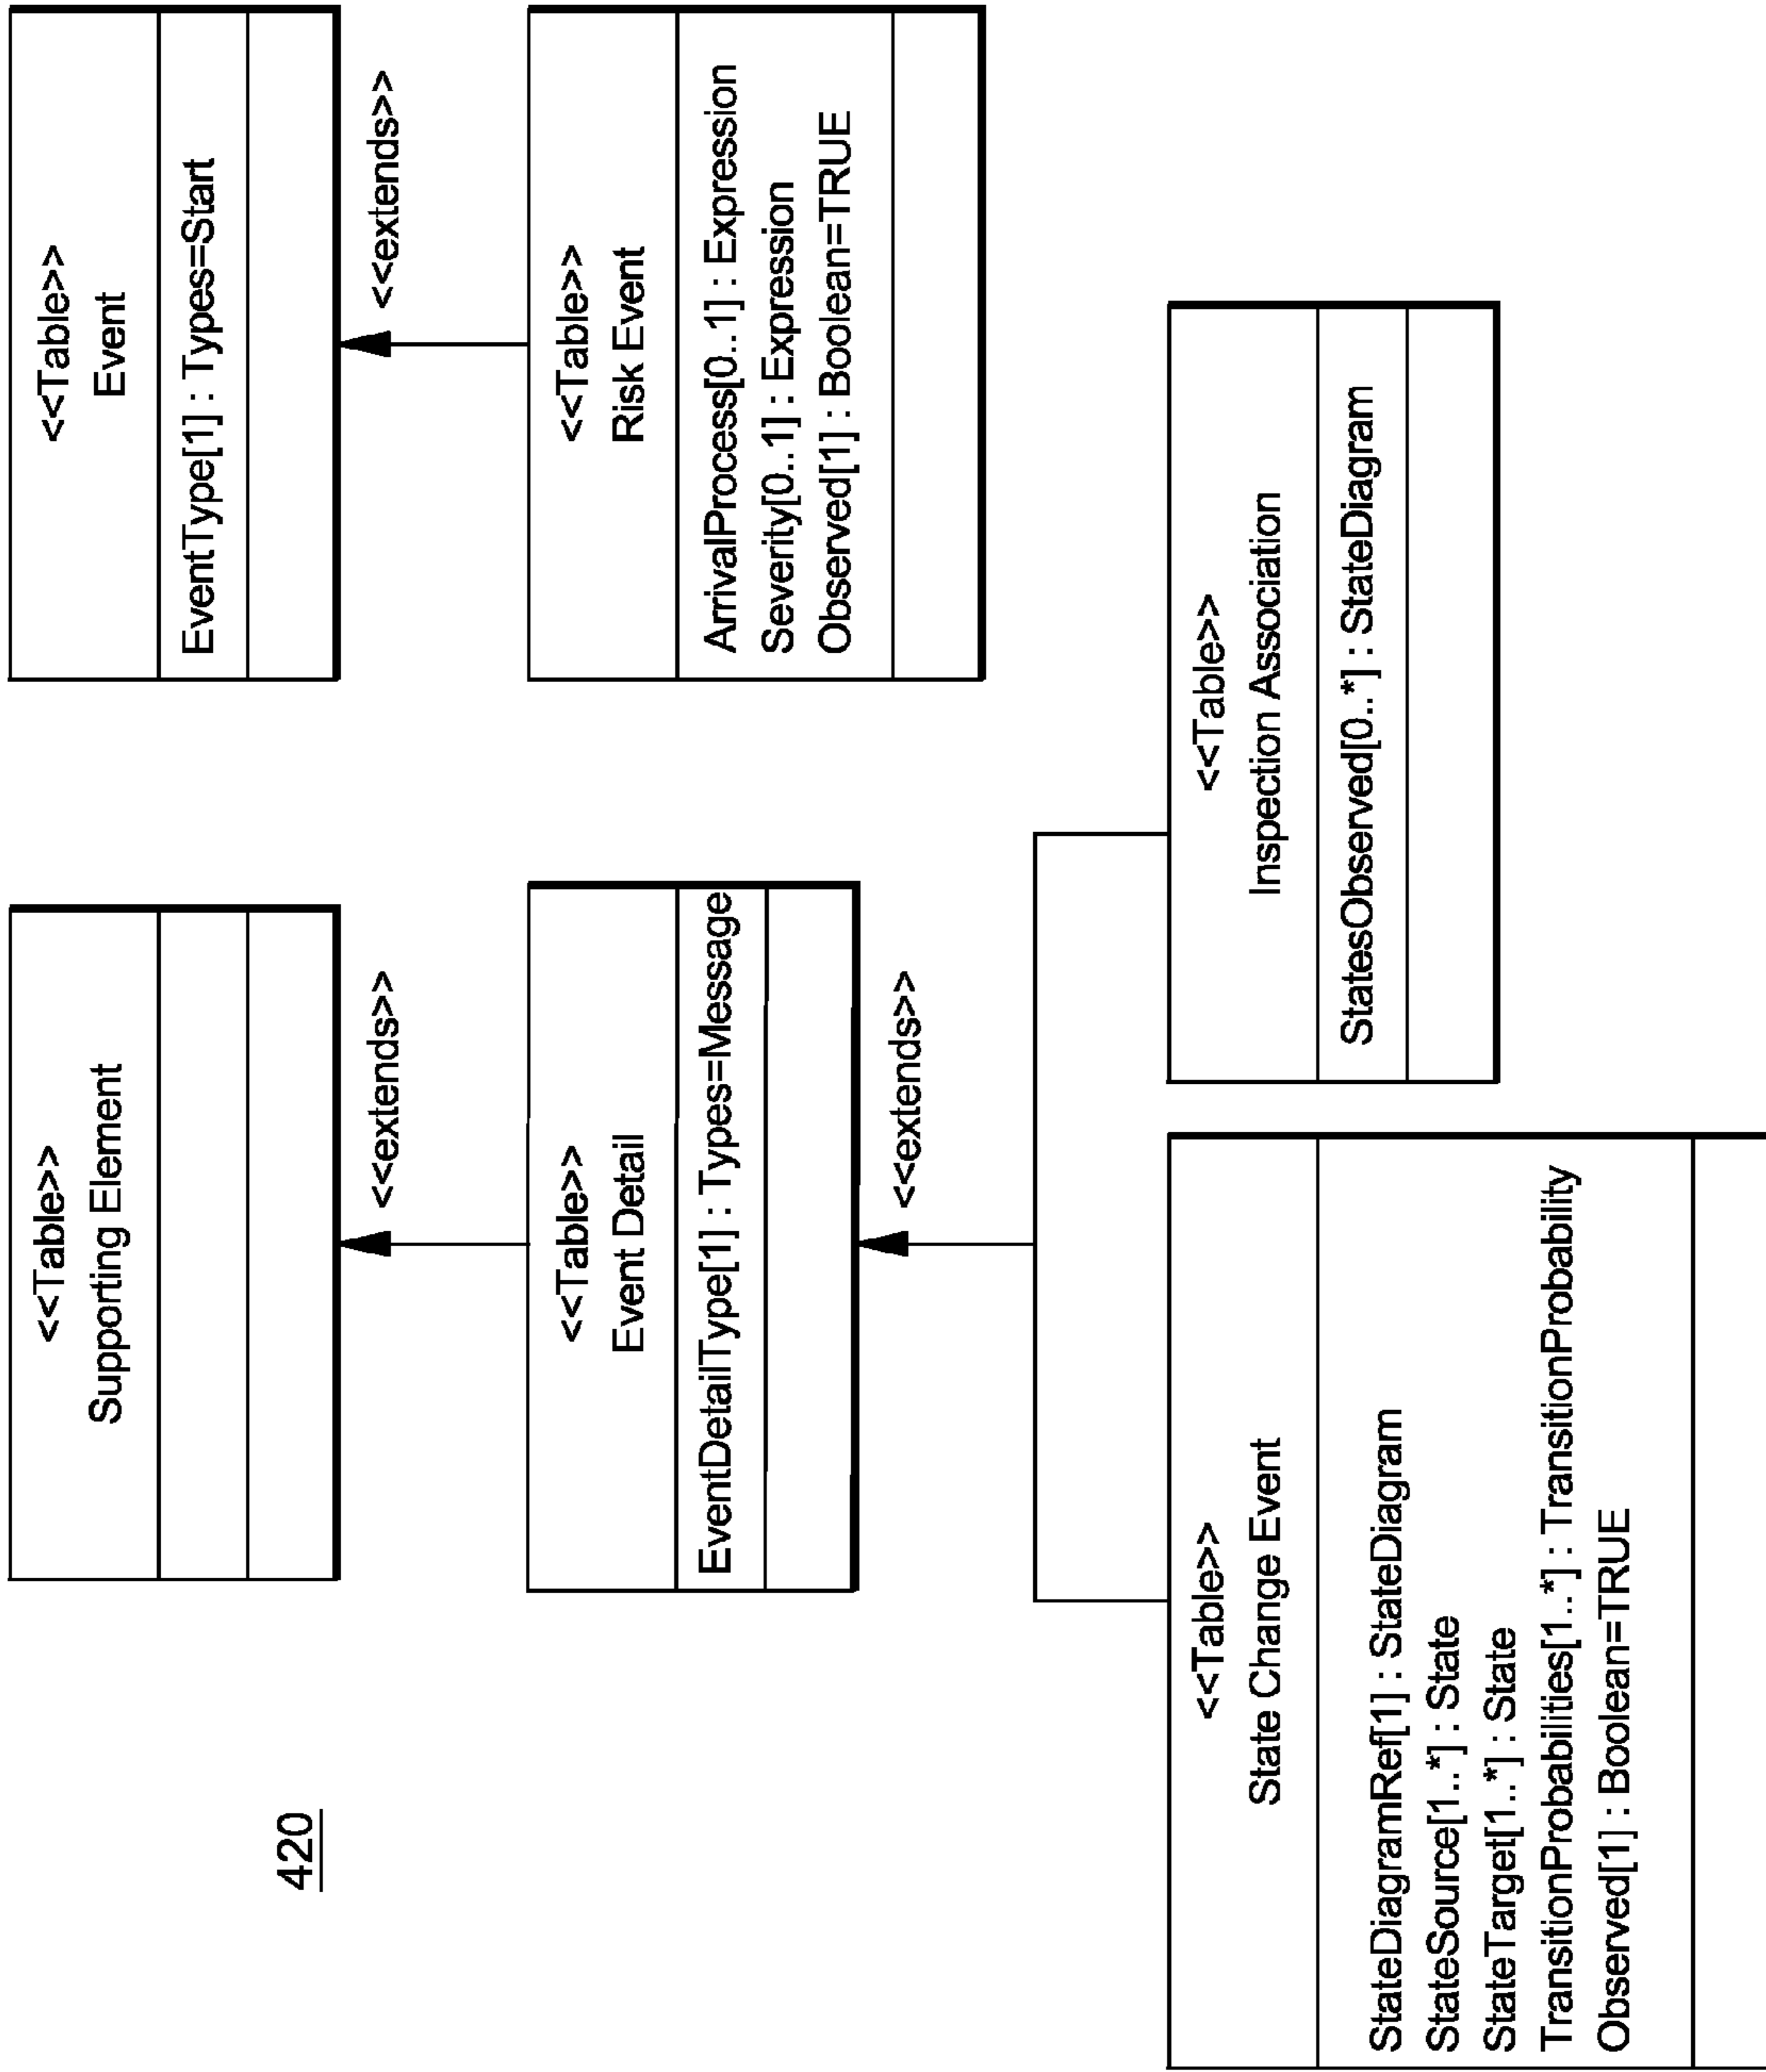 420
<<Table>>
Supporting Element
<<extends>>
<<Table>>
Event Detail
EventDetailType[1] : Types=Message
<<extends>>
<<Table>>
State Change Event
StateDiagramRef[1] : StateDiagram
StateSource[1..*] : State
StateTarget[1..*] : State
TransitionProbabilities[1..*] : TransitionProbability
Observed[1] : Boolean=TRUE
<<Table>>
Inspection Association
StatesObserved[0..*] : StateDiagram
<<Table>>
Event
EventType[1] : Types=Start
<<extends>>
<<Table>>
Risk Event
ArrivalProcess[0..1] : Expression
Severity[0..1] : Expression
Observed[1] : Boolean=TRUE